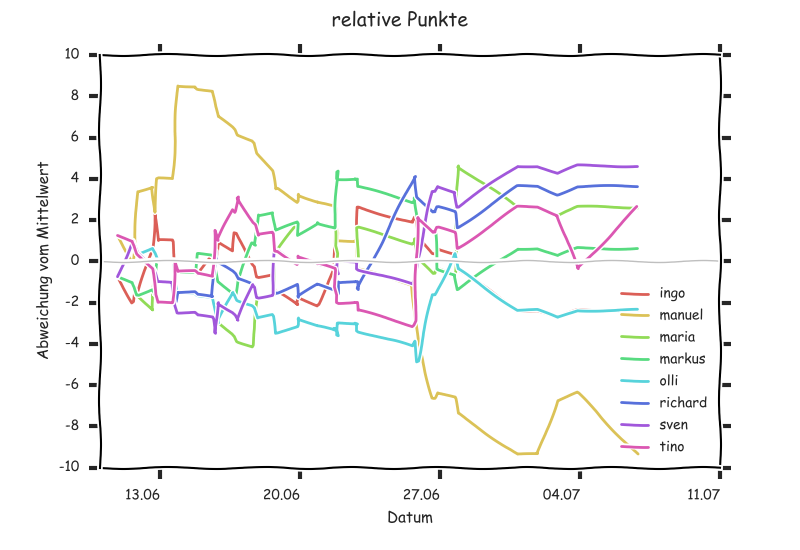 relative Punkte
10
8
6
4
2
0
-2
-4
-6
-8
-10
Abweichung vom Mittelwert
13.06
20.06
27.06
04.07
11.07
Datum
ingo
manuel
maria
markus
olli
richard
sven
tino